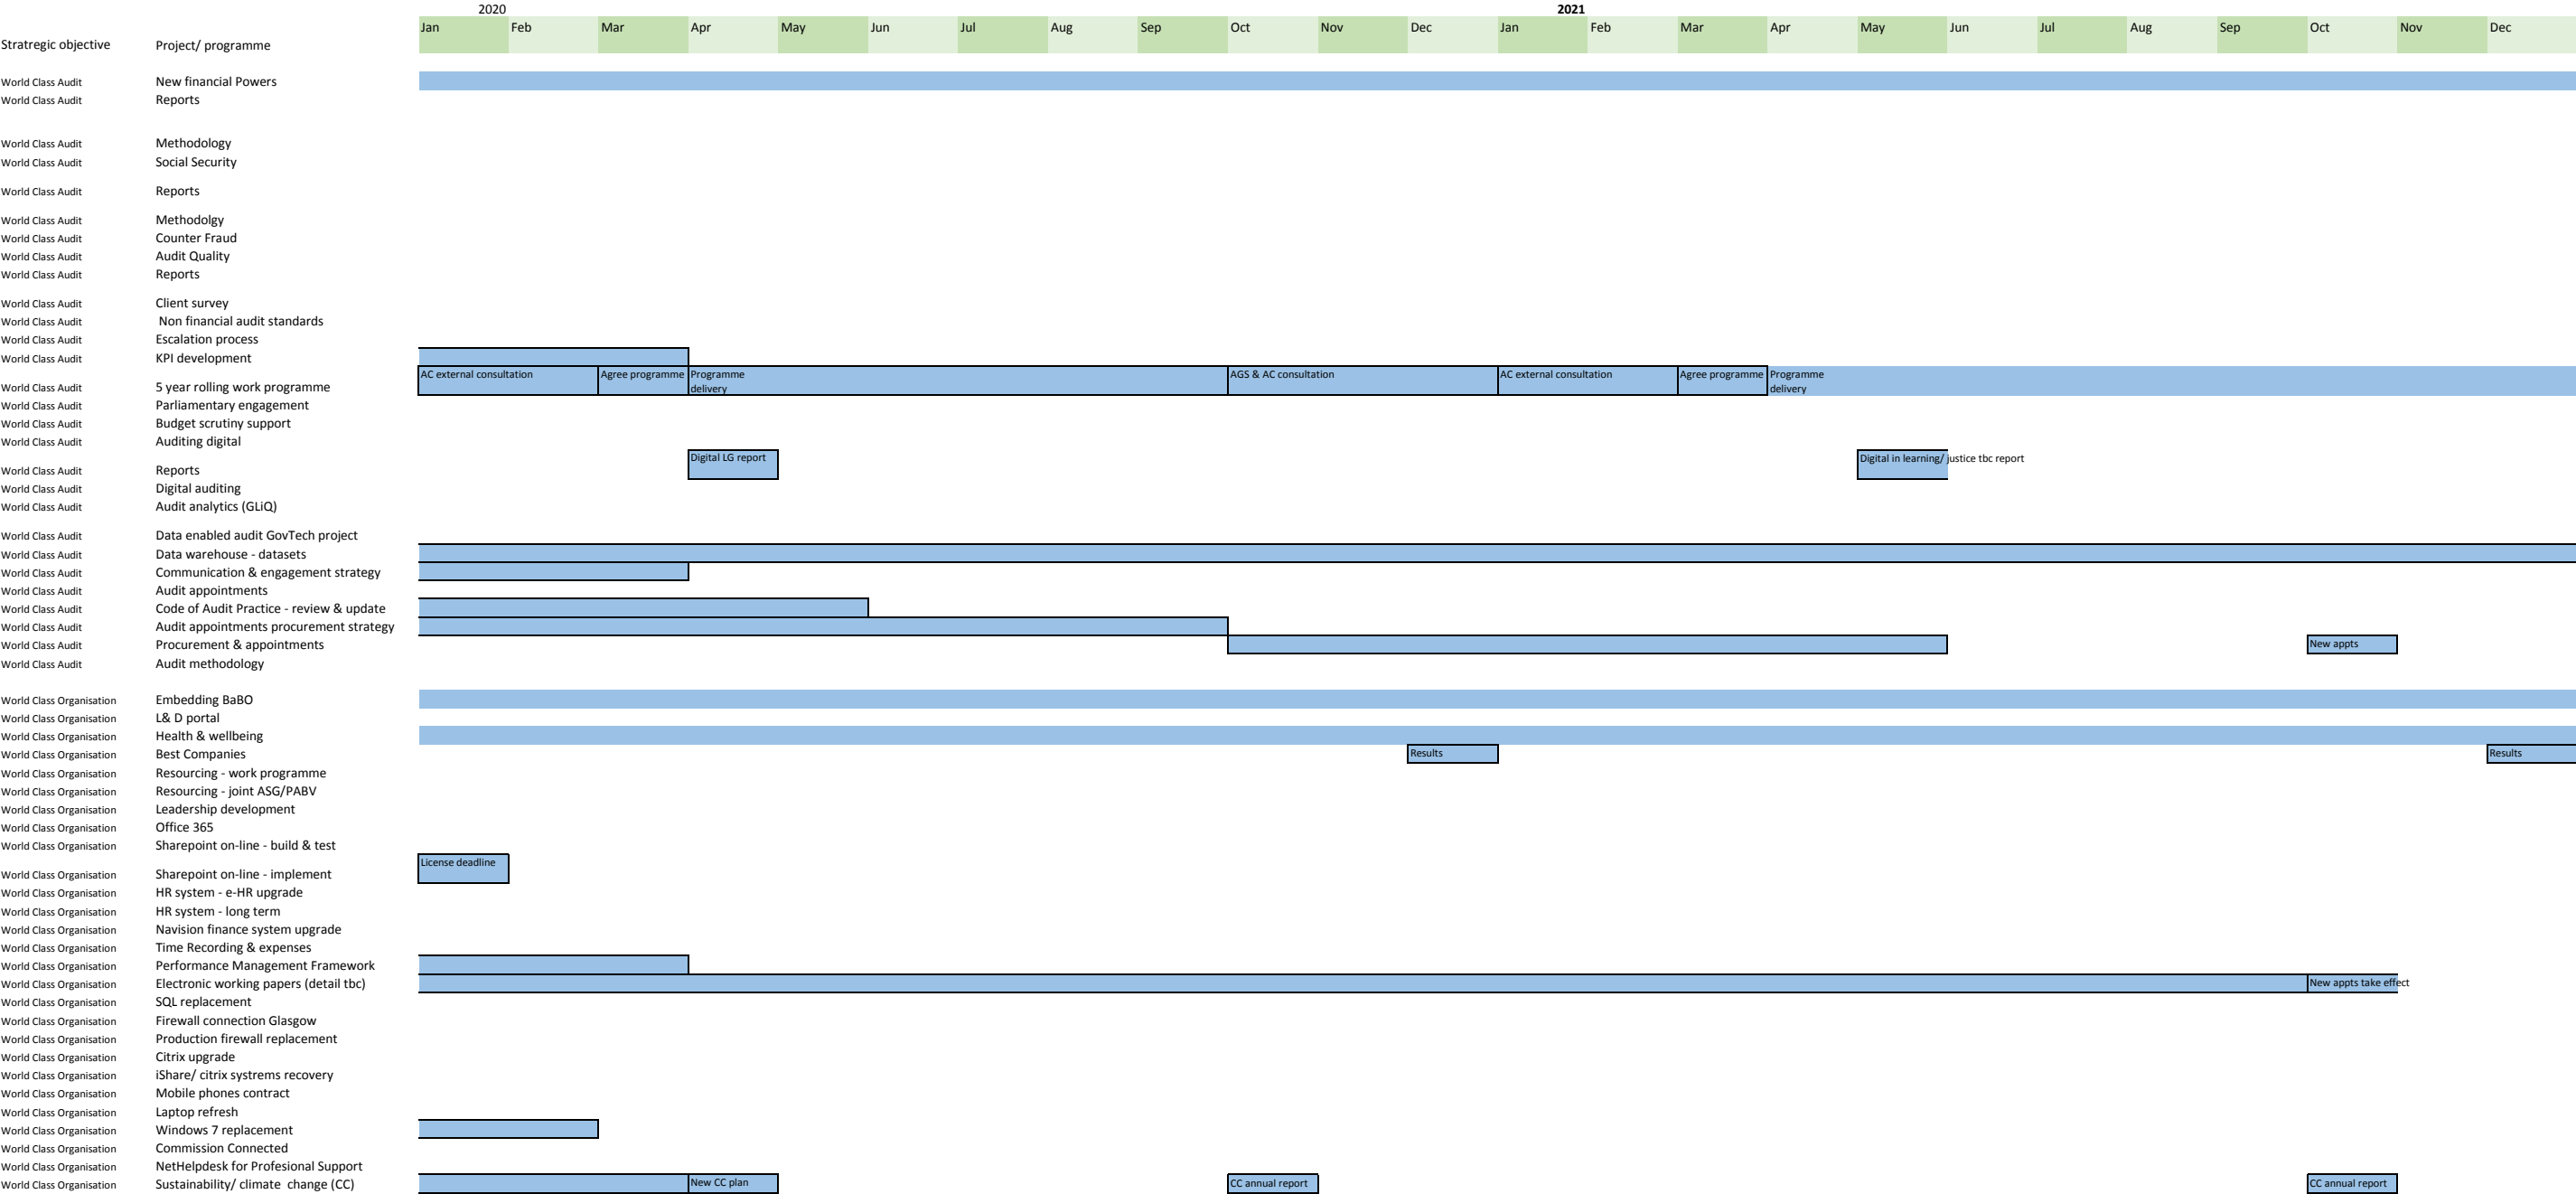 2020 2021
Jan Feb Mar Apr May Jun Jul Aug Sep Oct Nov Dec Jan Feb Mar Apr May Jun Jul Aug Sep Oct Nov Dec
Stratregic objective Project/ programme
World Class Audit New financial Powers
World Class Audit Reports
World Class Audit Methodology
World Class Audit Social Security
World Class Audit Reports
World Class Audit Methodolgy
World Class Audit Counter Fraud
World Class Audit Audit Quality
World Class Audit Reports
World Class Audit Client survey
World Class Audit Non financial audit standards
World Class Audit Escalation process
World Class Audit KPI development
AC external consultation Agree programme Programme AGS & AC consultation AC external consultation Agree programme Programme
World Class Audit 5 year rolling work programme delivery delivery
World Class Audit Parliamentary engagement
World Class Audit Budget scrutiny support
World Class Audit Auditing digital
Digital LG report Digital in learning/ justice tbc report
World Class Audit Reports
World Class Audit Digital auditing
World Class Audit Audit analytics (GLiQ)
World Class Audit Data enabled audit GovTech project
World Class Audit Data warehouse - datasets
World Class Audit Communication & engagement strategy
World Class Audit Audit appointments
World Class Audit Code of Audit Practice - review & update
World Class Audit Audit appointments procurement strategy
World Class Audit Procurement & appointments New appts
World Class Audit Audit methodology
World Class Organisation Embedding BaBO
World Class Organisation L& D portal
World Class Organisation Health & wellbeing
World Class Organisation Best Companies Results Results
World Class Organisation Resourcing - work programme
World Class Organisation Resourcing - joint ASG/PABV
World Class Organisation Leadership development
World Class Organisation Office 365
World Class Organisation Sharepoint on-line - build & test
License deadline
World Class Organisation Sharepoint on-line - implement
World Class Organisation HR system - e-HR upgrade
World Class Organisation HR system - long term
World Class Organisation Navision finance system upgrade
World Class Organisation Time Recording & expenses
World Class Organisation Performance Management Framework
World Class Organisation Electronic working papers (detail tbc) New appts take effect
World Class Organisation SQL replacement
World Class Organisation Firewall connection Glasgow
World Class Organisation Production firewall replacement
World Class Organisation Citrix upgrade
World Class Organisation iShare/ citrix systrems recovery
World Class Organisation Mobile phones contract
World Class Organisation Laptop refresh
World Class Organisation Windows 7 replacement
World Class Organisation Commission Connected
World Class Organisation NetHelpdesk for Profesional Support
World Class Organisation Sustainability/ climate change (CC) New CC plan CC annual report CC annual report